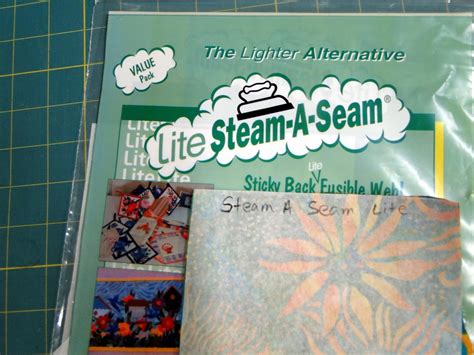 The Lighter Alternative
VALUE
Pack
Lite Steam-A-Seam®
Lite
Lite
Lite
Lite
Lite
Sticky Back Fusible Web!
Steam A Seam Lite